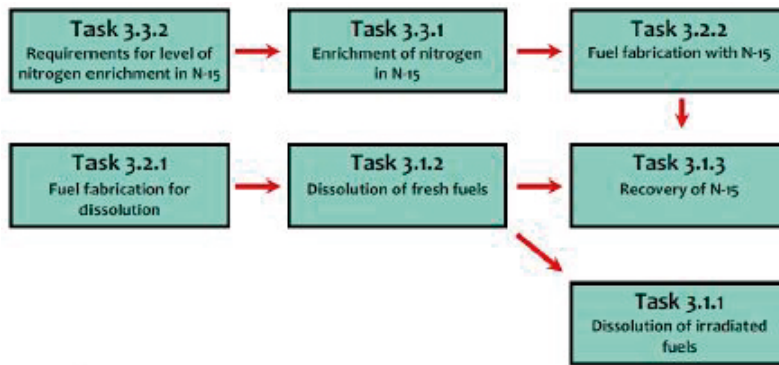 Task 3.3.2
Requirements for level of
nitrogen enrichment in N-15
Task 3.3.1
Enrichment of nitrogen
in N-15
Task 3.2.2
Fuel fabrication with N-15
Task 3.2.1
Fuel fabrication for
dissolution
Task 3.1.2
Dissolution of fresh fuels
Task 3.1.3
Recovery of N-15
Task 3.1.1
Dissolution of irradiated
fuels